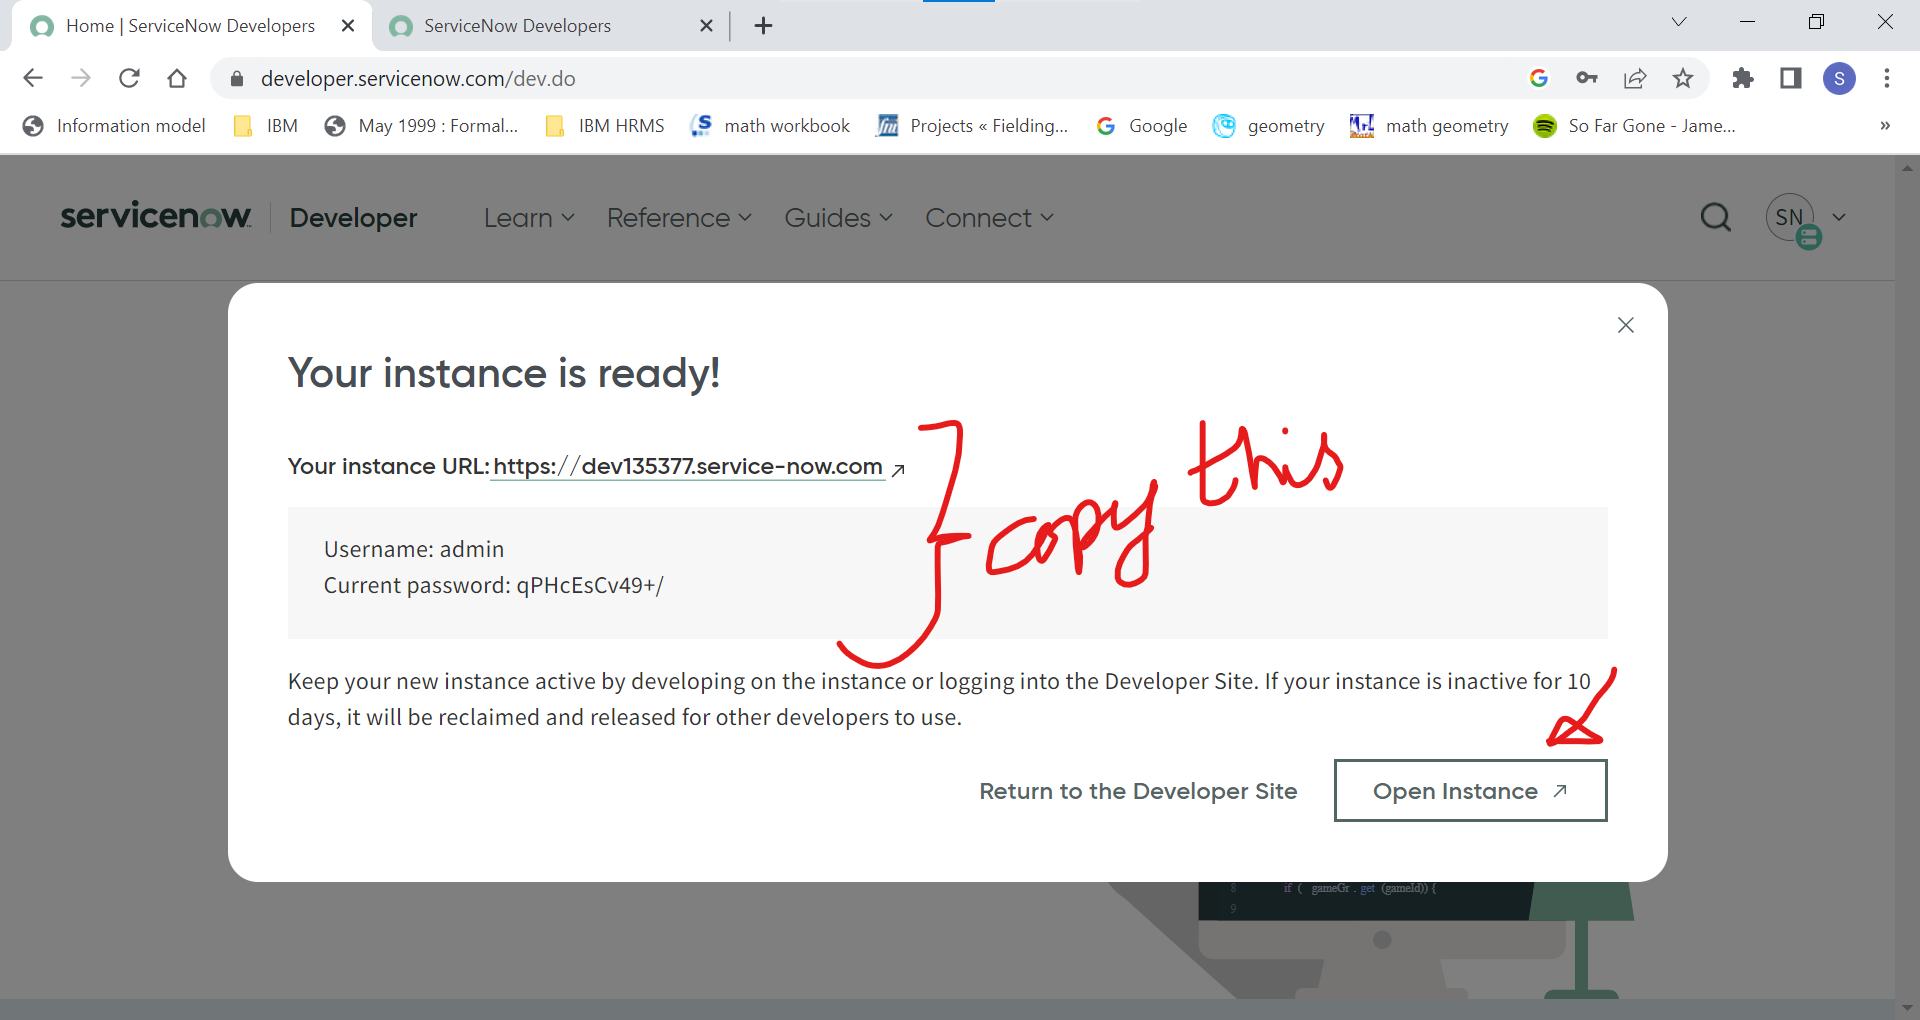 Home | ServiceNow Developers
ServiceNow Developers
developer.servicenow.com/dev.do
S
Information model
IBM
May 1999 : Formal...
IBM HRMS
math workbook
Projects « Fielding...
Google
geometry
math geometry
So Far Gone - Jame...
»
servicenow
Developer
Learn
Reference
Guides
Connect
SN
Your instance is ready!
Your instance URL: https://dev135377.service-now.com
copy this
Username: admin
Current password: qPHcEsCv49+/
Keep your new instance active by developing on the instance or logging into the Developer Site. If your instance is inactive for 10
days, it will be reclaimed and released for other developers to use.
Return to the Developer Site
Open Instance
8 if ( gameGr . get (gameId)) {
9